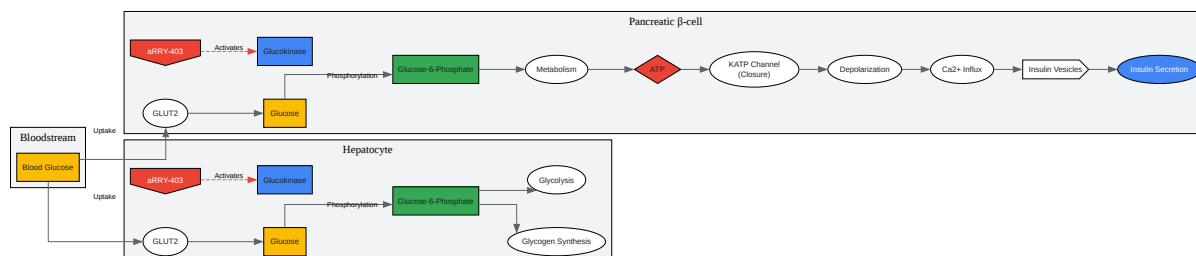 Pancreatic β-cell
aRRY-403
Activates
Glucokinase
Phosphorylation
Glucose-6-Phosphate
Metabolism
ATP
KATP Channel
(Closure)
Depolarization
Ca2+ Influx
Insulin Vesicles
Insulin Secretion
GLUT2
Glucose
Bloodstream
Blood Glucose
Uptake
Uptake
Hepatocyte
aRRY-403
Activates
Glucokinase
Phosphorylation
Glucose-6-Phosphate
Glycolysis
GLUT2
Glucose
Glycogen Synthesis